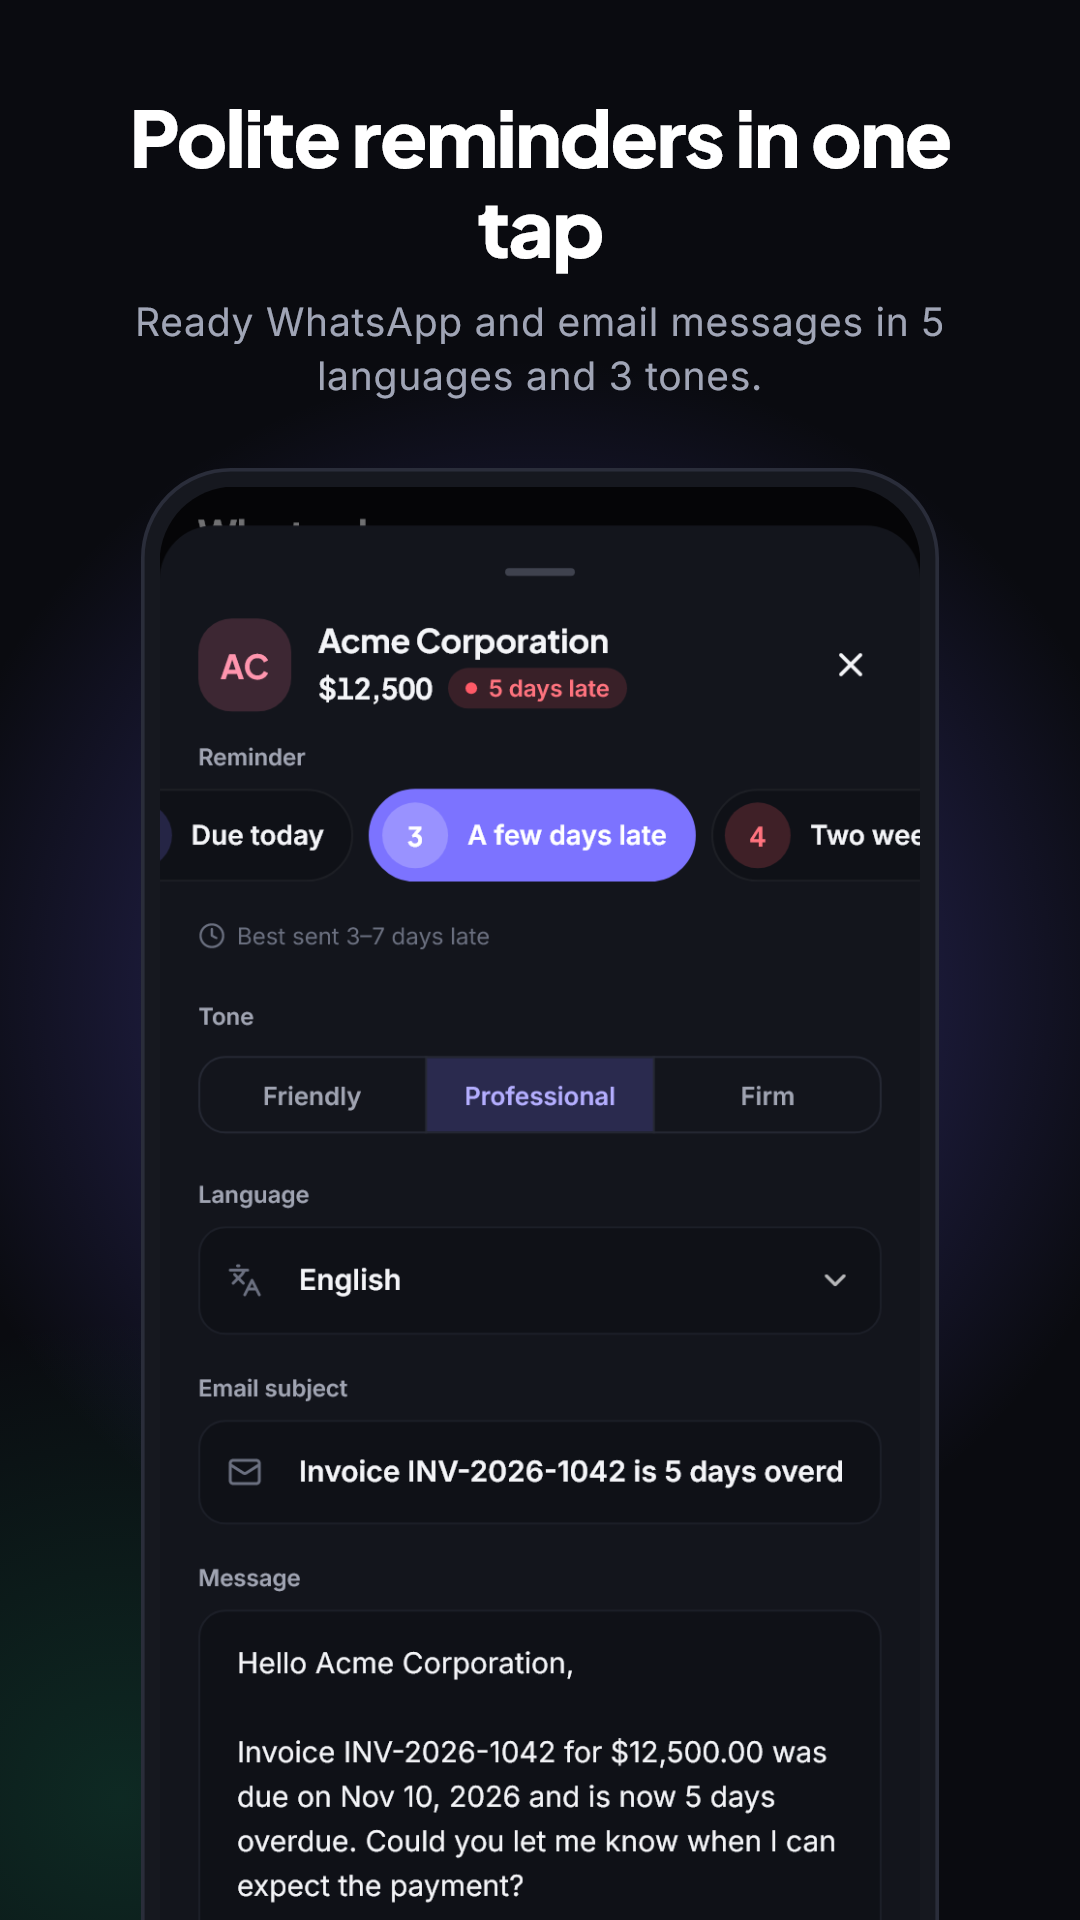 Polite reminders in one
tap
Ready WhatsApp and email messages in 5
languages and 3 tones.
AC
Acme Corporation
$12,500
5 days late
Reminder
Due today
3
A few days late
4
Two wee
Best sent 3–7 days late
Tone
Friendly
Professional
Firm
Language
English
Email subject
Invoice INV-2026-1042 is 5 days overd
Message
Hello Acme Corporation,
Invoice INV-2026-1042 for $12,500.00 was
due on Nov 10, 2026 and is now 5 days
overdue. Could you let me know when I can
expect the payment?